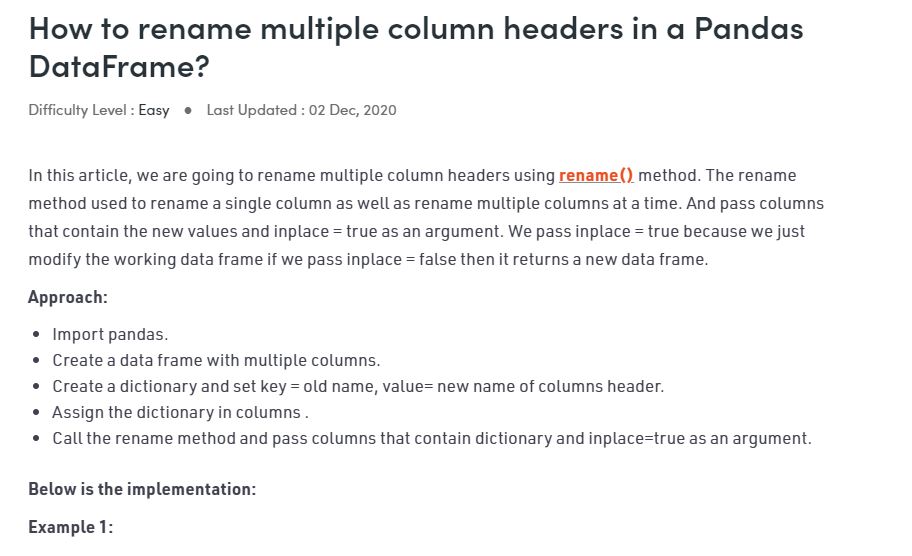 How to rename multiple column headers in a Pandas
DataFrame?
Difficulty Level : Easy ● Last Updated : 02 Dec, 2020
In this article, we are going to rename multiple column headers using rename() method. The rename
method used to rename a single column as well as rename multiple columns at a time. And pass columns
that contain the new values and inplace = true as an argument. We pass inplace = true because we just
modify the working data frame if we pass inplace = false then it returns a new data frame.
Approach:
• Import pandas.
• Create a data frame with multiple columns.
• Create a dictionary and set key = old name, value= new name of columns header.
• Assign the dictionary in columns .
• Call the rename method and pass columns that contain dictionary and inplace=true as an argument.
Below is the implementation:
Example 1: